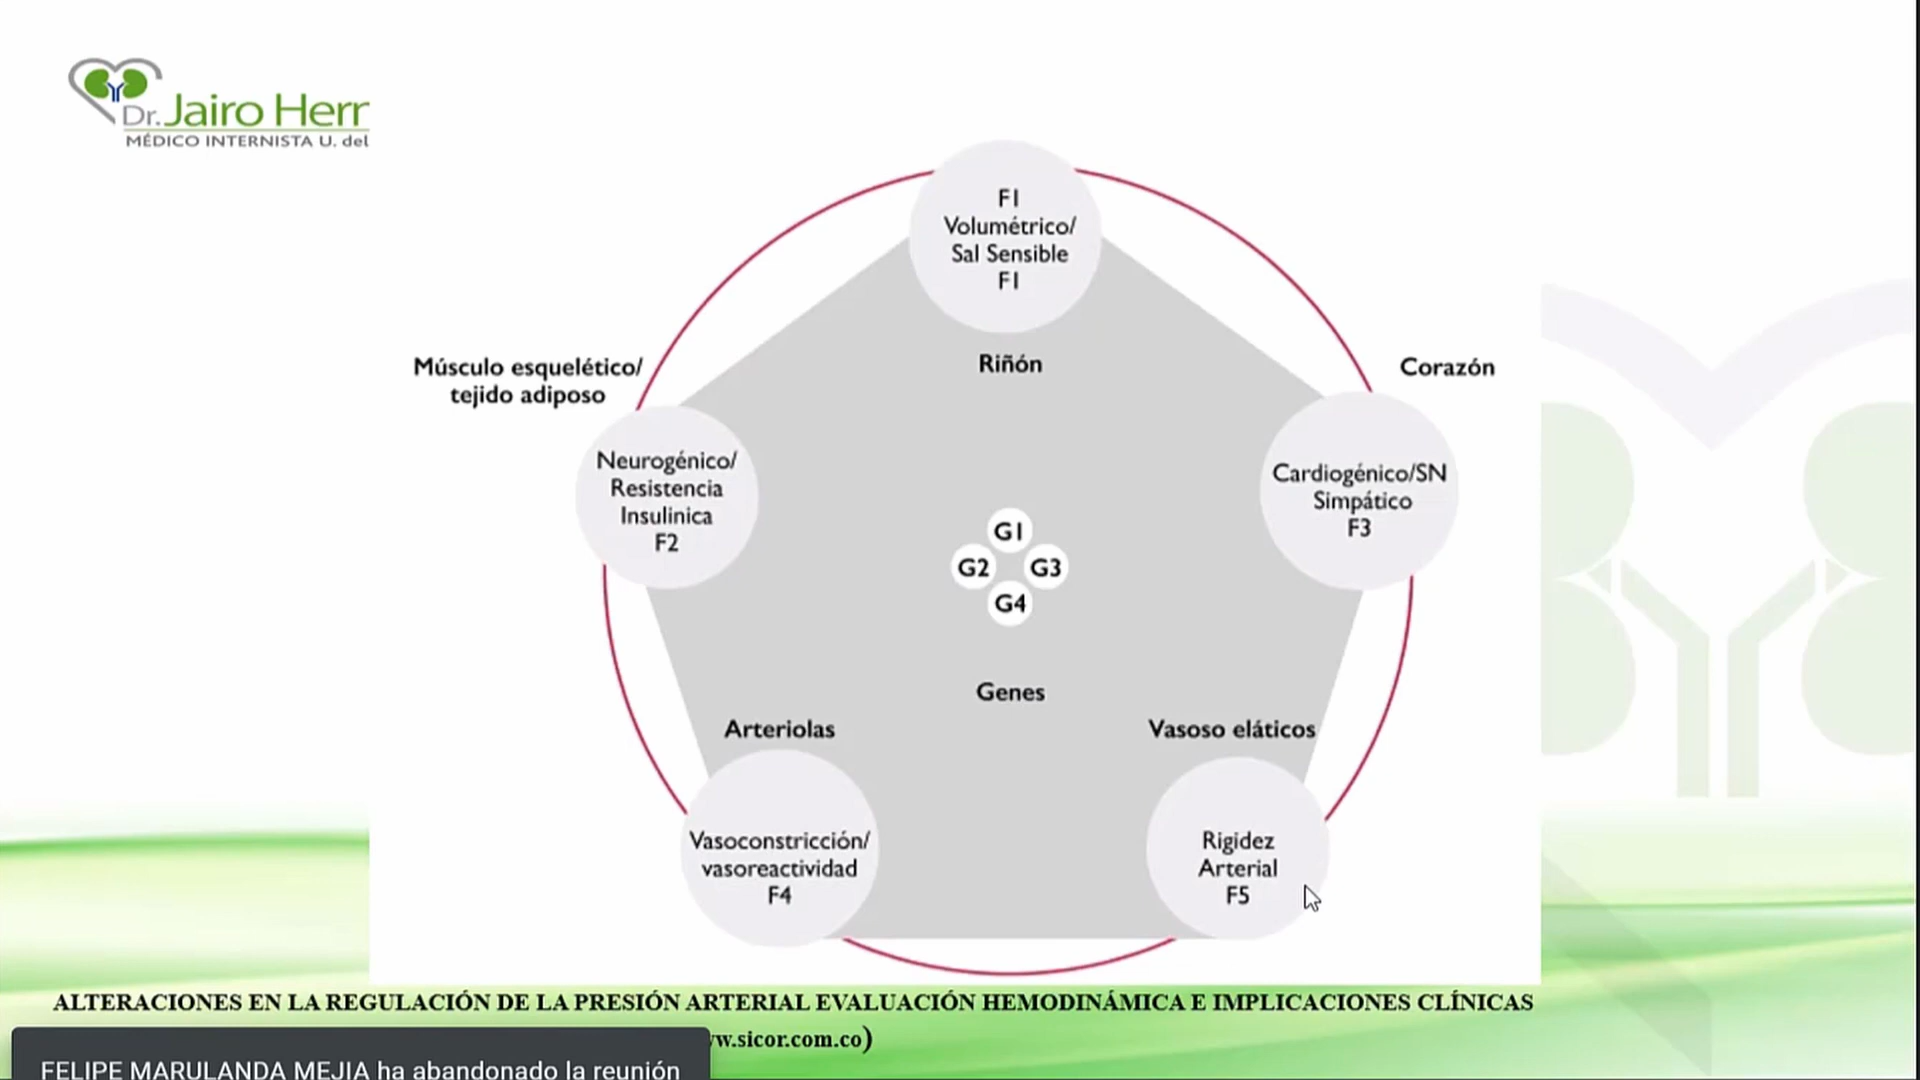 Dr. Jairo Herr
MÉDICO INTERNISTA U. del
F1
Volumétrico/
Sal Sensible
F1
Riñón
Músculo esquelético/
tejido adiposo
Corazón
Neurogénico/
Resistencia
Insulinica
F2
Cardiogénico/SN
Simpático
F3
G1
G2 G3
G4
Genes
Arteriolas
Vasoso eláticos
Vasoconstricción/
vasoreactividad
F4
Rigidez
Arterial
F5
ALTERACIONES EN LA REGULACIÓN DE LA PRESIÓN ARTERIAL EVALUACIÓN HEMODINÁMICA E IMPLICACIONES CLÍNICAS
w.sicor.com.co)
FELIPE MARULANDA MEJIA ha abandonado la reunión